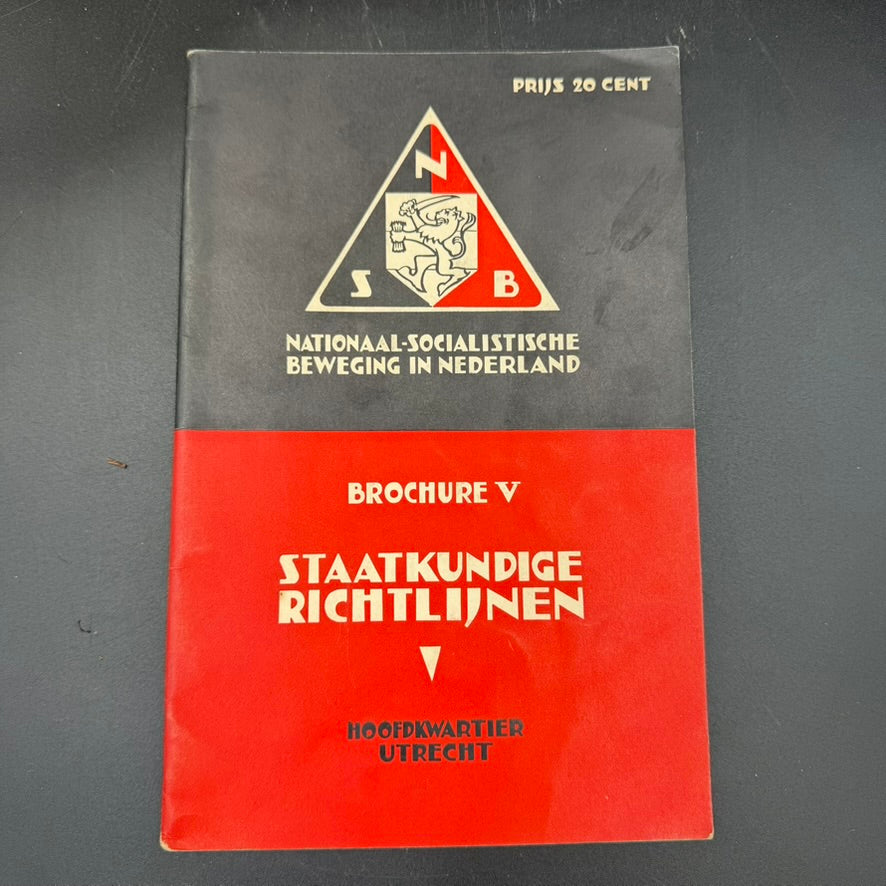 PRIJS 20 CENT
N
S B
NATIONAAL-SOCIALISTISCHE
BEWEGING IN NEDERLAND
BROCHURE V
STAATKUNDIGE
RICHTLIJNEN
HOOFDKWARTIER
UTRECHT